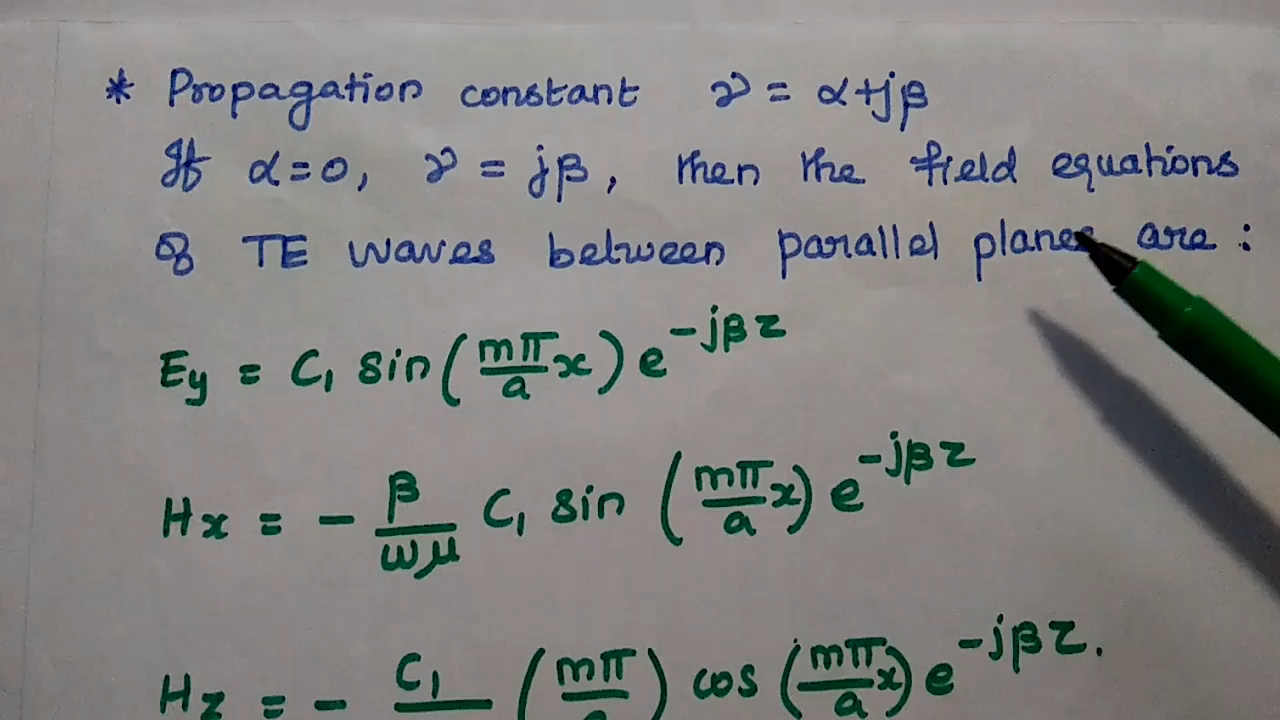 * Propagation constant γ = α+jβ
If α=0, γ = jβ, then the field equations
of TE waves between parallel planes are :
Ey = C₁ sin(mπ/a x) e^-jβz
Hx = - β/ωμ C₁ sin (mπ/a x) e^-jβz
Hz = - C₁/ (mπ/a) cos (mπ/a x) e^-jβz.